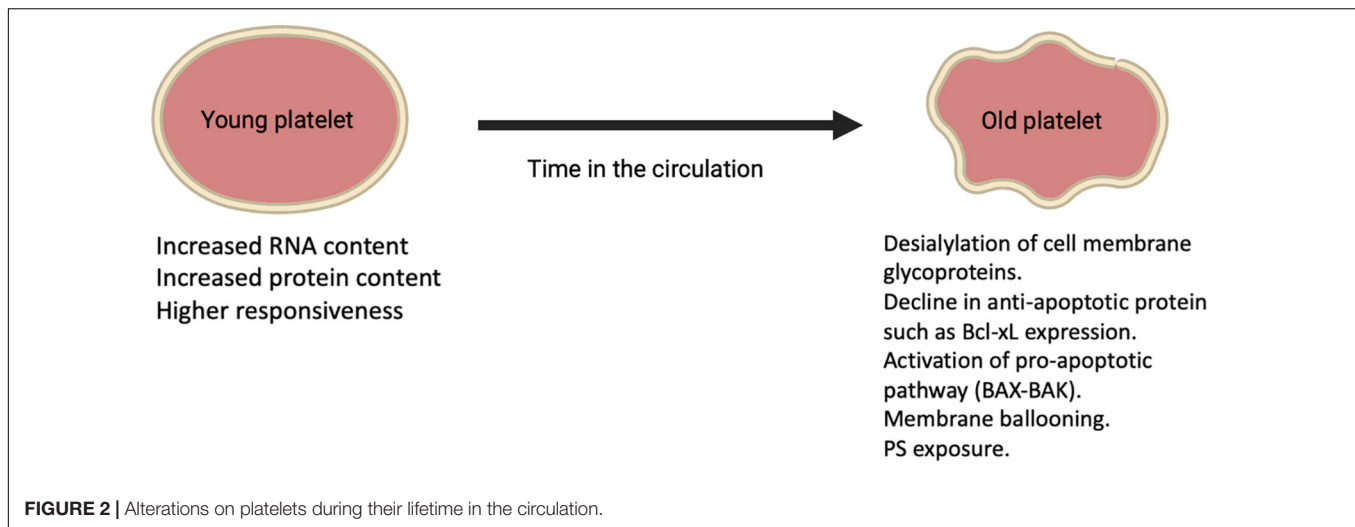 Young platelet
Time in the circulation
Old platelet
Increased RNA content
Increased protein content
Higher responsiveness
Desialylation of cell membrane
glycoproteins.
Decline in anti-apoptotic protein
such as Bcl-xL expression.
Activation of pro-apoptotic
pathway (BAX-BAK).
Membrane ballooning.
PS exposure.
FIGURE 2 | Alterations on platelets during their lifetime in the circulation.